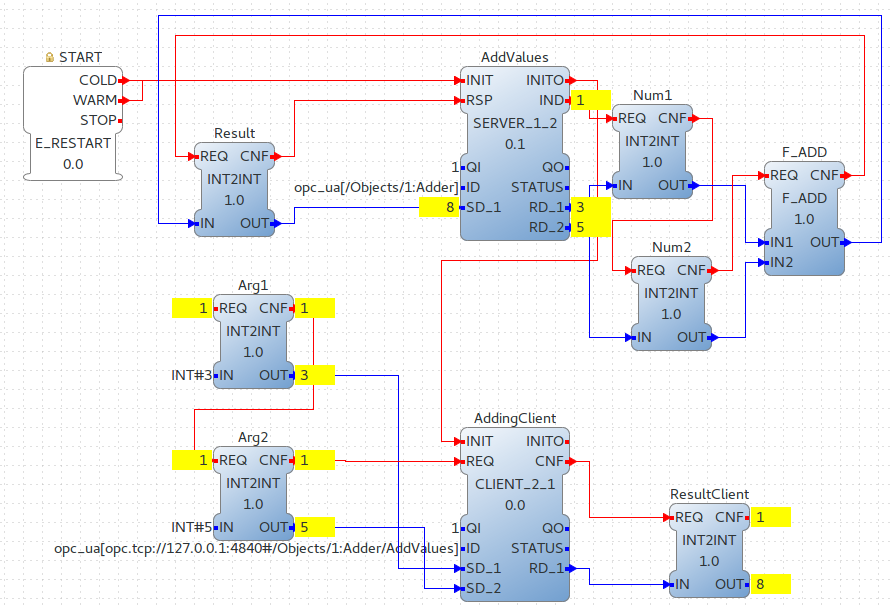 START
COLD
WARM
STOP
E_RESTART
0.0
Result
REQ CNF
INT2INT
1.0
IN OUT
AddValues
INIT INITO
RSP IND 1
SERVER_1_2
0.1
1 QI QO
opc_ua[/Objects/1:Adder] ID STATUS
8 SD_1 RD_1 3
RD_2 5
Num1
REQ CNF
INT2INT
1.0
IN OUT
F_ADD
REQ CNF
F_ADD
1.0
IN1 OUT
IN2
Num2
REQ CNF
INT2INT
1.0
IN OUT
Arg1
1 REQ CNF 1
INT2INT
1.0
INT#3 IN OUT 3
Arg2
1 REQ CNF 1
INT2INT
1.0
INT#5 IN OUT 5
AddingClient
INIT INITO
REQ CNF
CLIENT_2_1
0.0
1 QI QO
opc_ua[opc.tcp://127.0.0.1:4840#/Objects/1:Adder/AddValues] ID STATUS
SD_1 RD_1
SD_2
ResultClient
REQ CNF 1
INT2INT
1.0
IN OUT 8